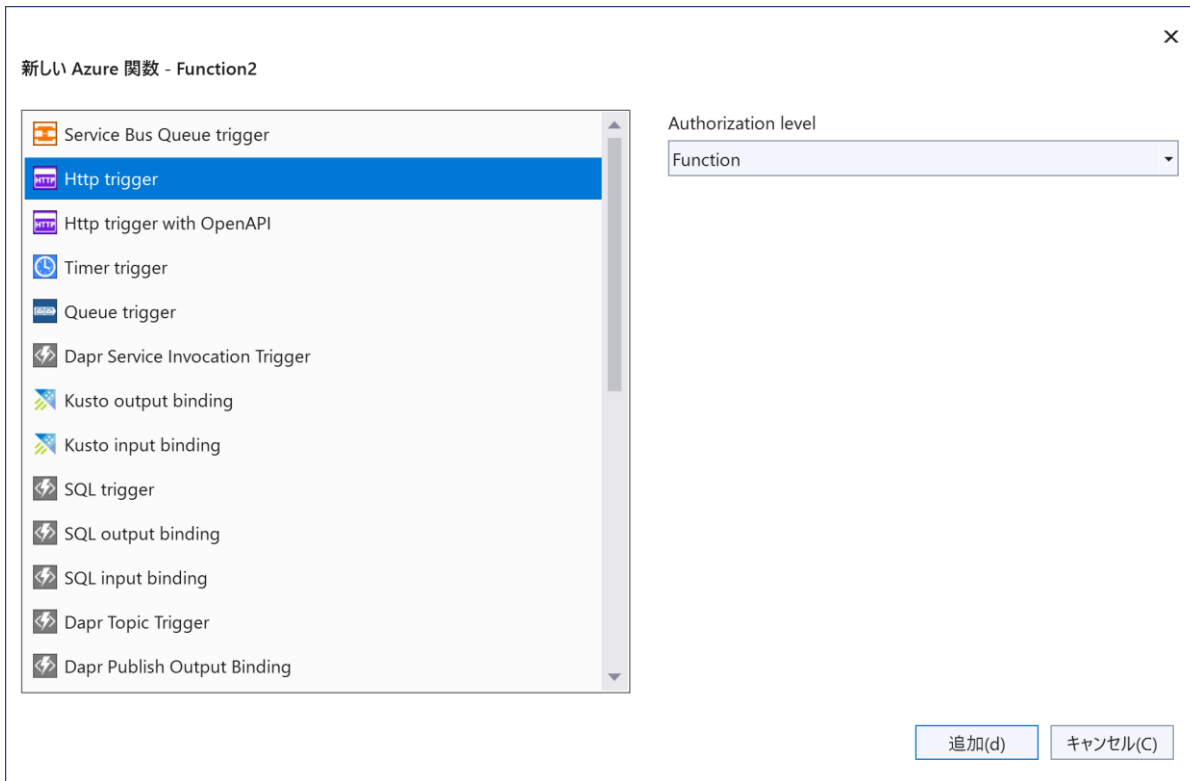 新しい Azure 関数 - Function2
Service Bus Queue trigger
Http trigger
Http trigger with OpenAPI
Timer trigger
Queue trigger
Dapr Service Invocation Trigger
Kusto output binding
Kusto input binding
SQL trigger
SQL output binding
SQL input binding
Dapr Topic Trigger
Dapr Publish Output Binding
Authorization level
Function
追加(d)
キャンセル(C)